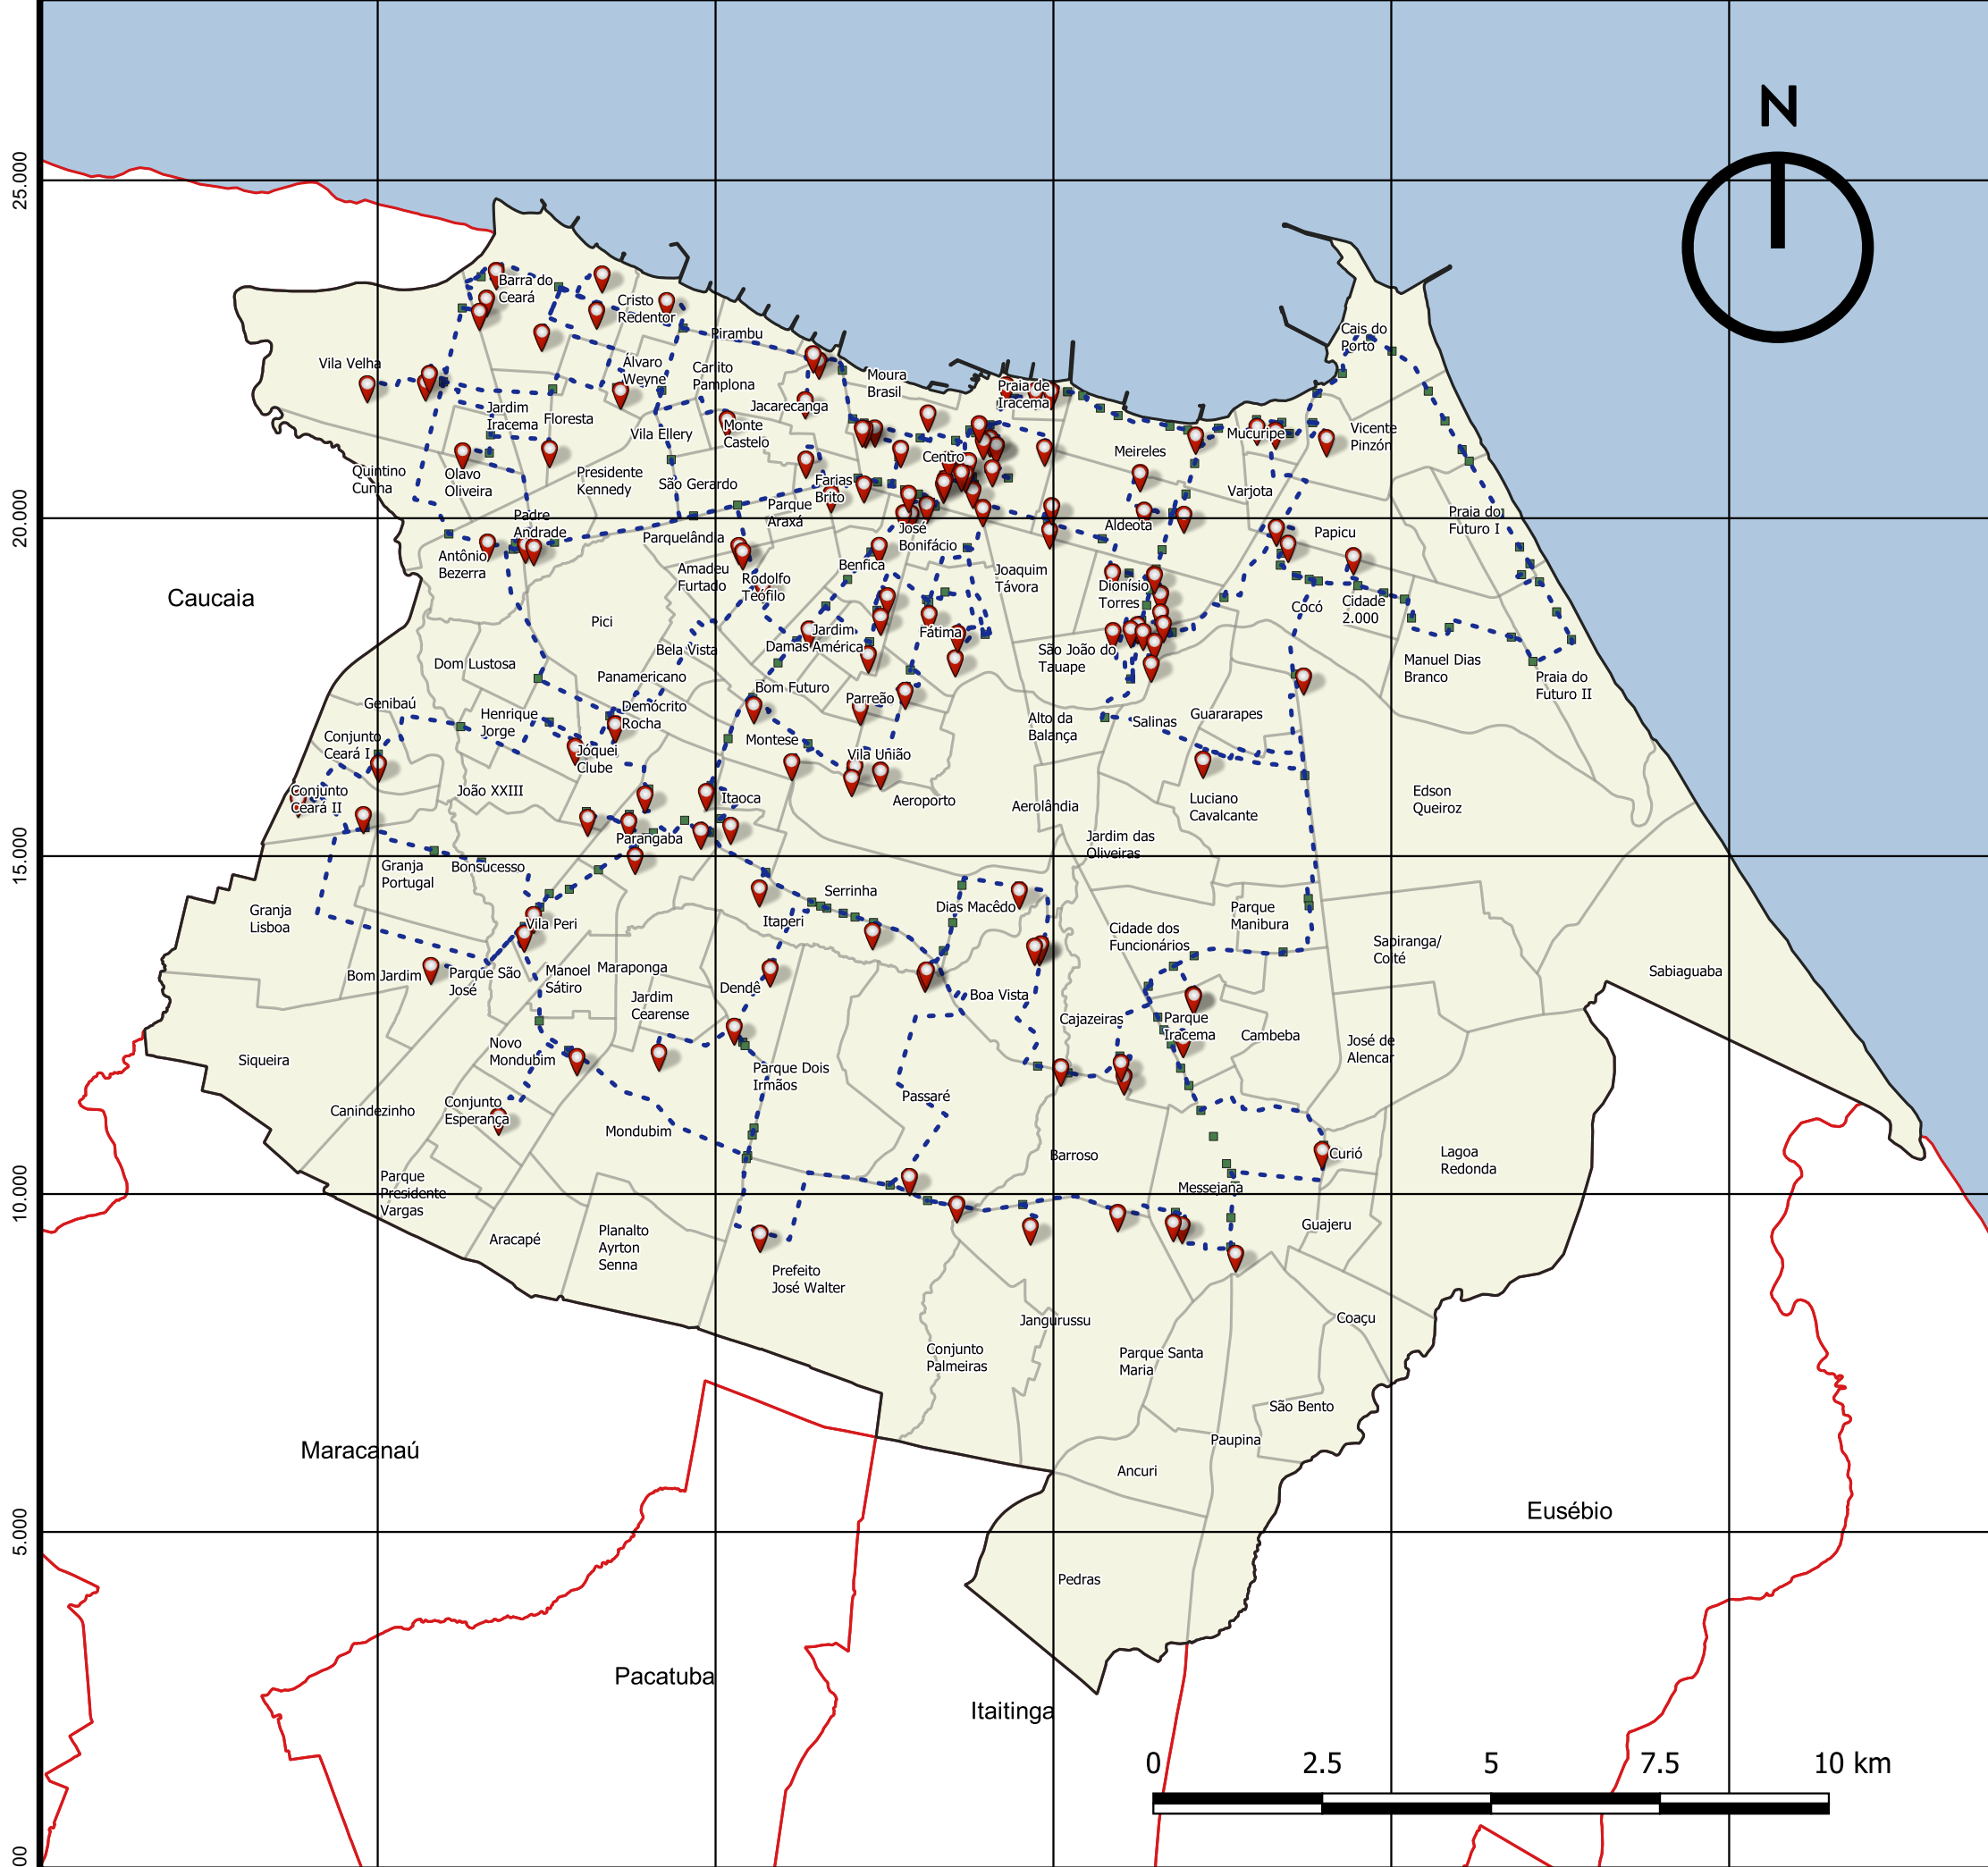 N
25.000
Barra do
Ceará
Cristo
Redentor
Pirambu
Cais do
Porto
Vila Velha
Álvaro
Weyne
Carlito
Pamplona
Moura
Brasil
Praia de
Iracema
Jacarecanga
Jardim
Iracema
Floresta
Vila Ellery
Monte
Castelo
Mucuripe
Vicente
Pinzón
Meireles
Centro
Quintino
Cunha
Olavo
Oliveira
Presidente
Kennedy
São Gerardo
Farias
Brito
Varjota
20.000
Padre
Andrade
Parque
Araxá
Parquelândia
José
Bonifácio
Aldeota
Papicu
Praia do
Futuro I
Antônio
Bezerra
Amadeu
Furtado
Rodolfo
Teófilo
Benfica
Joaquim
Távora
Dionísio
Torres
Cocó
Cidade
2.000
Caucaia
Pici
Jardim
América
Damas
Fátima
Bela Vista
São João do
Tauape
Dom Lustosa
Panamericano
Manuel Dias
Branco
Praia do
Futuro II
Bom Futuro
Parreão
Genibaú
Henrique
Jorge
Demócrito
Rocha
Alto da
Balança
Salinas
Guararapes
Conjunto
Ceará I
Jóquei
Clube
Montese
Vila União
João XXIII
Conjunto
Ceará II
Itaoca
Aeroporto
Aerolândia
Luciano
Cavalcante
Edson
Queiroz
15.000
Parangaba
Jardim das
Oliveiras
Granja
Portugal
Bonsucesso
Serrinha
Granja
Lisboa
Vila Peri
Itaperi
Dias Macêdo
Parque
Manibura
Cidade dos
Funcionários
Sapiranga/
Coité
Bom Jardim
Parque São
José
Manoel
Sátiro
Maraponga
Dendê
Boa Vista
Sabiaguaba
Jardim
Cearense
Cajazeiras
Parque
Iracema
Cambeba
José de
Alencar
Siqueira
Novo
Mondubim
Parque Dois
Irmãos
Canindezinho
Conjunto
Esperança
Passaré
Mondubim
Barroso
Curió
Lagoa
Redonda
10.000
Parque
Presidente
Vargas
Messejana
Guajeru
Aracapé
Planalto
Ayrton
Senna
Prefeito
José Walter
Jangurussu
Coaçu
Conjunto
Palmeiras
Parque Santa
Maria
São Bento
Paupina
Maracanaú
Ancuri
Eusébio
5.000
Pedras
Pacatuba
Itaitinga
0 2.5 5 7.5 10 km
00